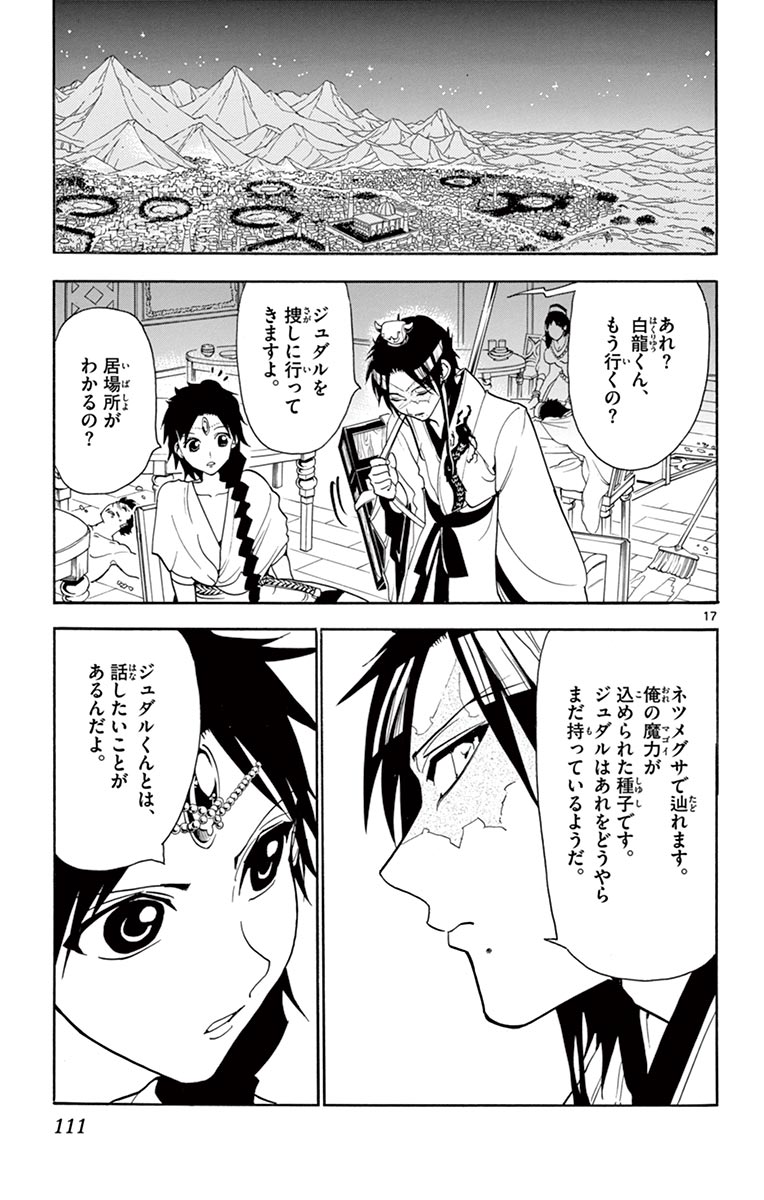 あれ?
白龍くん、
もう行くの?
ジュダルを
捜しに行って
きますよ。
居場所が
わかるの?
17
ネツメグサで辿れます。
俺の魔力が
込められた種子です。
ジュダルはあれをどうやら
まだ持っているようだ。
ジュダルくんとは、
話したいことが
あるんだよ。
111